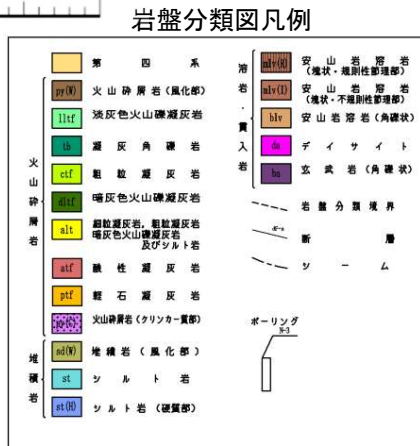 岩盤分類図凡例
第四系
火山砕屑岩
py(W) 火山砕屑岩(風化部)
lltf 淡灰色火山礫凝灰岩
tb 凝灰角礫岩
ctf 粗粒凝灰岩
dltf 暗灰色火山礫凝灰岩
alt 細粒凝灰岩,粗粒凝灰岩
暗灰色火山礫凝灰岩
及びシルト岩
atf 酸性凝灰岩
ptf 軽石凝灰岩
火山砕屑岩(クリンカー質部)
堆積岩
sd(W) 堆積岩(風化部)
st シルト岩
st(H) シルト岩(硬質部)
溶岩・貫入岩
mlv(R) 安山岩溶岩
(塊状・規則性節理部)
mlv(I) 安山岩溶岩
(塊状・不規則性節理部)
blv 安山岩溶岩(角礫状)
da デイサイト
ba 玄武岩(角礫状)
岩盤分類境界
断層
シーム
ボーリング
N-3